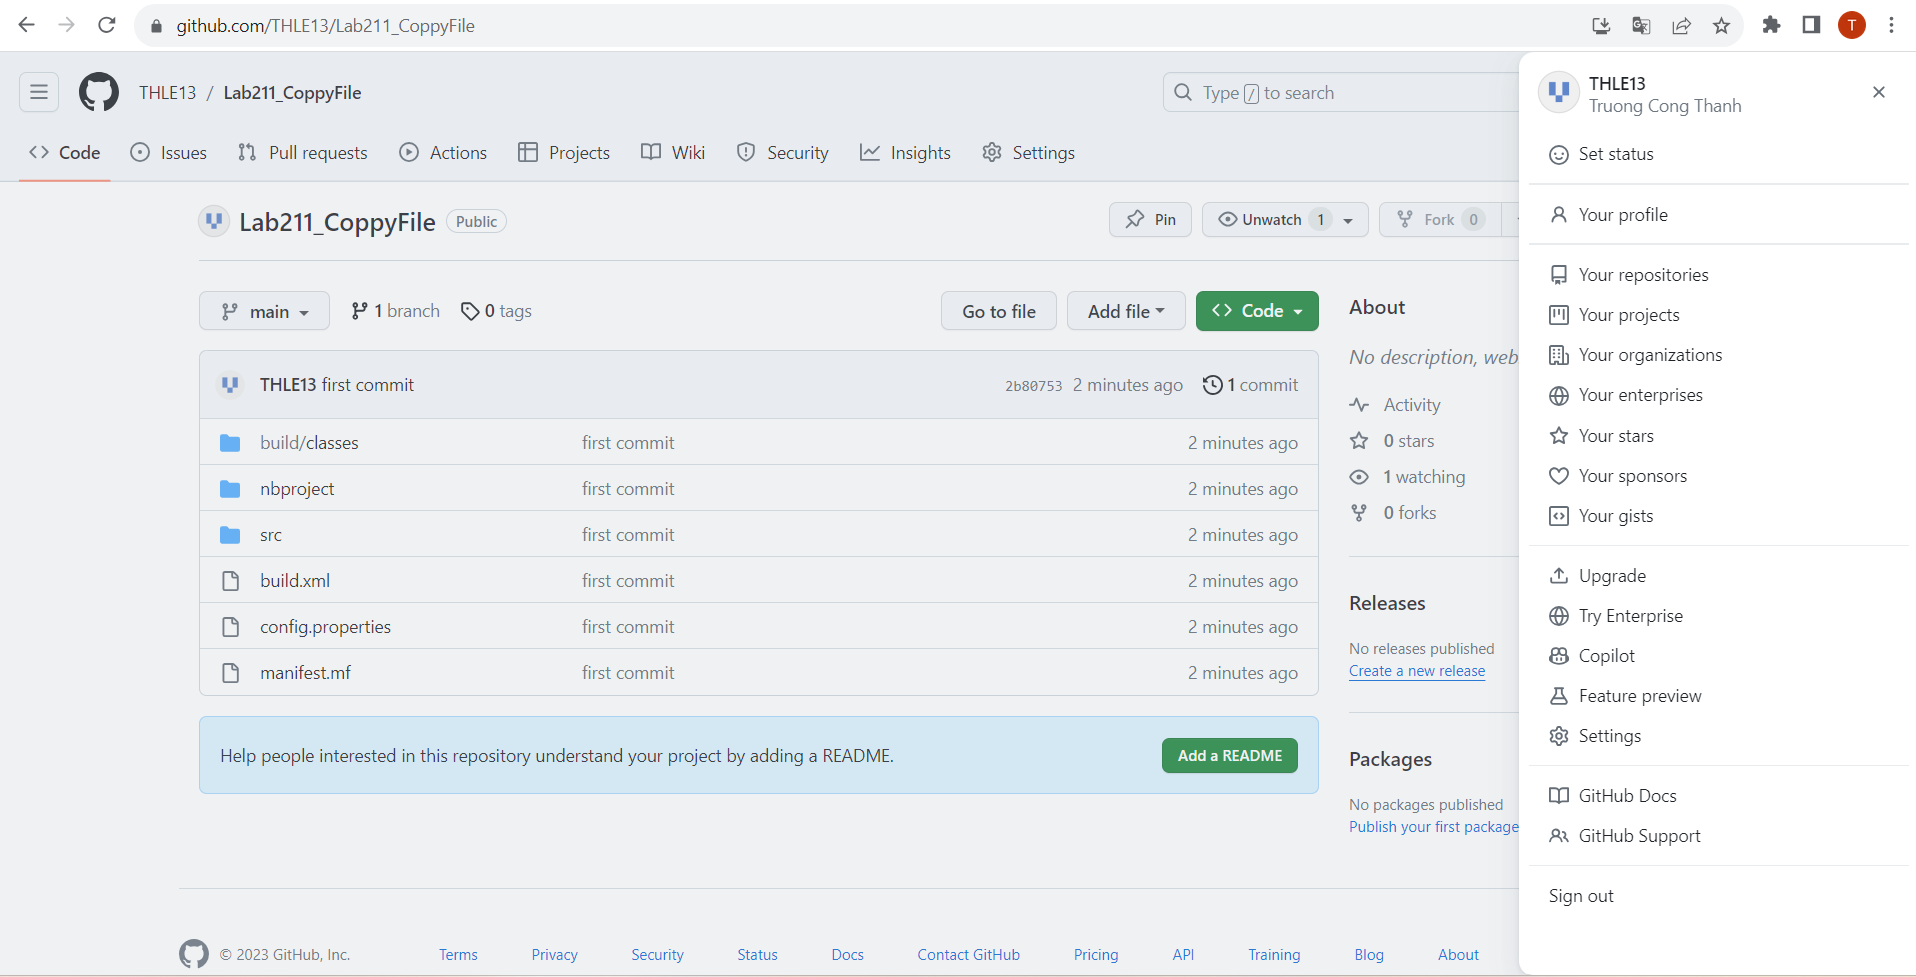 github.com/THLE13/Lab211_CoppyFile
T
THLE13 / Lab211_CoppyFile
Type / to search
Code Issues Pull requests Actions Projects Wiki Security Insights Settings
Lab211_CoppyFile Public
Pin
Unwatch 1
Fork 0
main
1 branch
0 tags
Go to file
Add file
Code
THLE13 first commit 2b80753 2 minutes ago 1 commit
build/classes first commit 2 minutes ago
nbproject first commit 2 minutes ago
src first commit 2 minutes ago
build.xml first commit 2 minutes ago
config.properties first commit 2 minutes ago
manifest.mf first commit 2 minutes ago
Help people interested in this repository understand your project by adding a README.
Add a README
About
No description, web
Activity
0 stars
1 watching
0 forks
Releases
No releases published
Create a new release
Packages
No packages published
Publish your first package
THLE13
Truong Cong Thanh
Set status
Your profile
Your repositories
Your projects
Your organizations
Your enterprises
Your stars
Your sponsors
Your gists
Upgrade
Try Enterprise
Copilot
Feature preview
Settings
GitHub Docs
GitHub Support
Sign out
© 2023 GitHub, Inc. Terms Privacy Security Status Docs Contact GitHub Pricing API Training Blog About